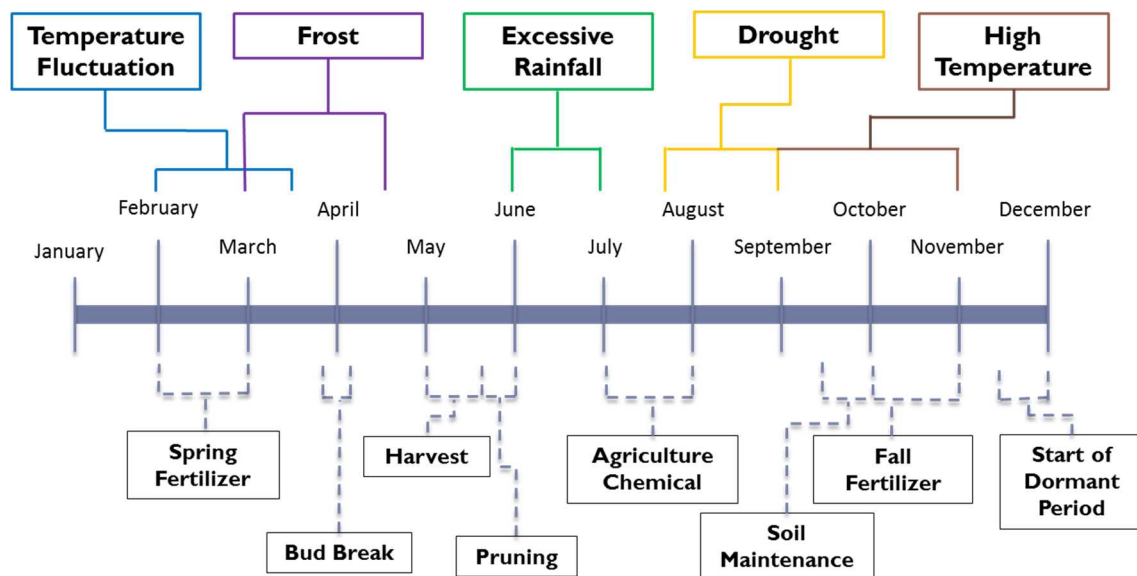 Temperature
Fluctuation
Frost
Excessive
Rainfall
Drought
High
Temperature
February
April
June
August
October
December
January
March
May
July
September
November
Spring
Fertilizer
Harvest
Agriculture
Chemical
Fall
Fertilizer
Start of
Dormant
Period
Bud Break
Pruning
Soil
Maintenance